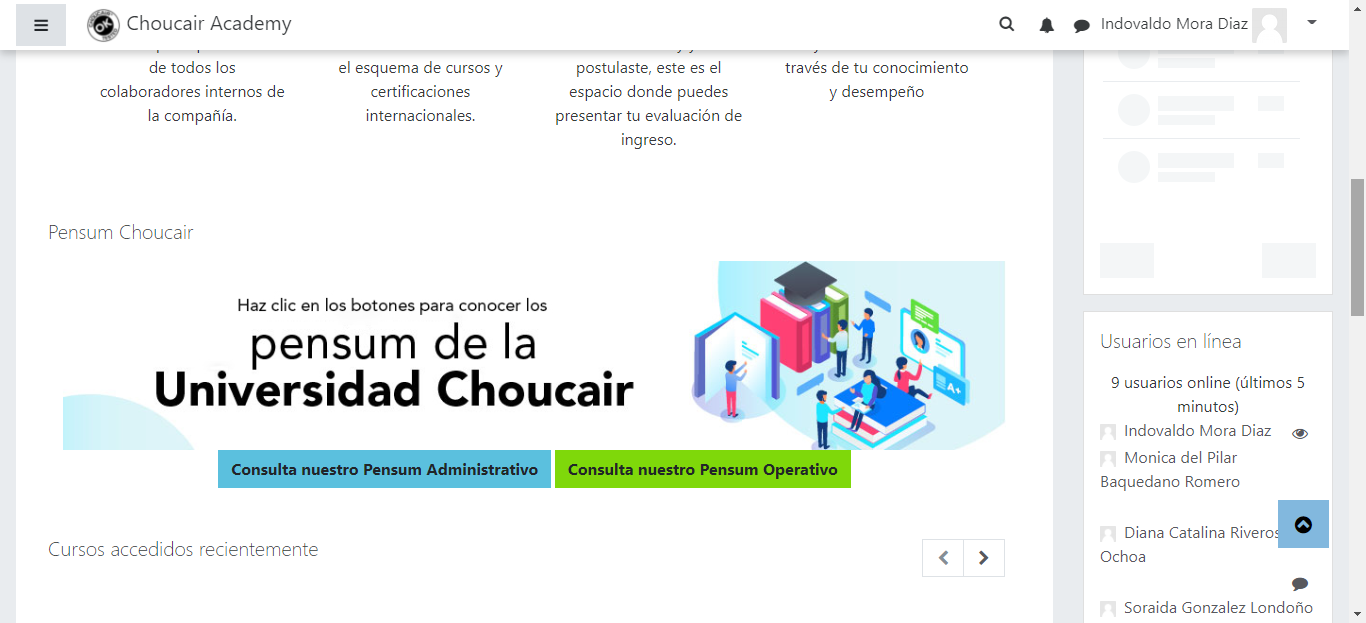 Choucair Academy
Indovaldo Mora Diaz
de todos los
colaboradores internos de
la compañía.
el esquema de cursos y
certificaciones
internacionales.
postulaste, este es el
espacio donde puedes
presentar tu evaluación de
ingreso.
través de tu conocimiento
y desempeño
Pensum Choucair
Haz clic en los botones para conocer los
pensum de la
Universidad Choucair
A+
Consulta nuestro Pensum Administrativo
Consulta nuestro Pensum Operativo
Cursos accedidos recientemente
Usuarios en línea
9 usuarios online (últimos 5
minutos)
Indovaldo Mora Diaz
Monica del Pilar
Baquedano Romero
Diana Catalina Riveros
Ochoa
Soraida Gonzalez Londoño